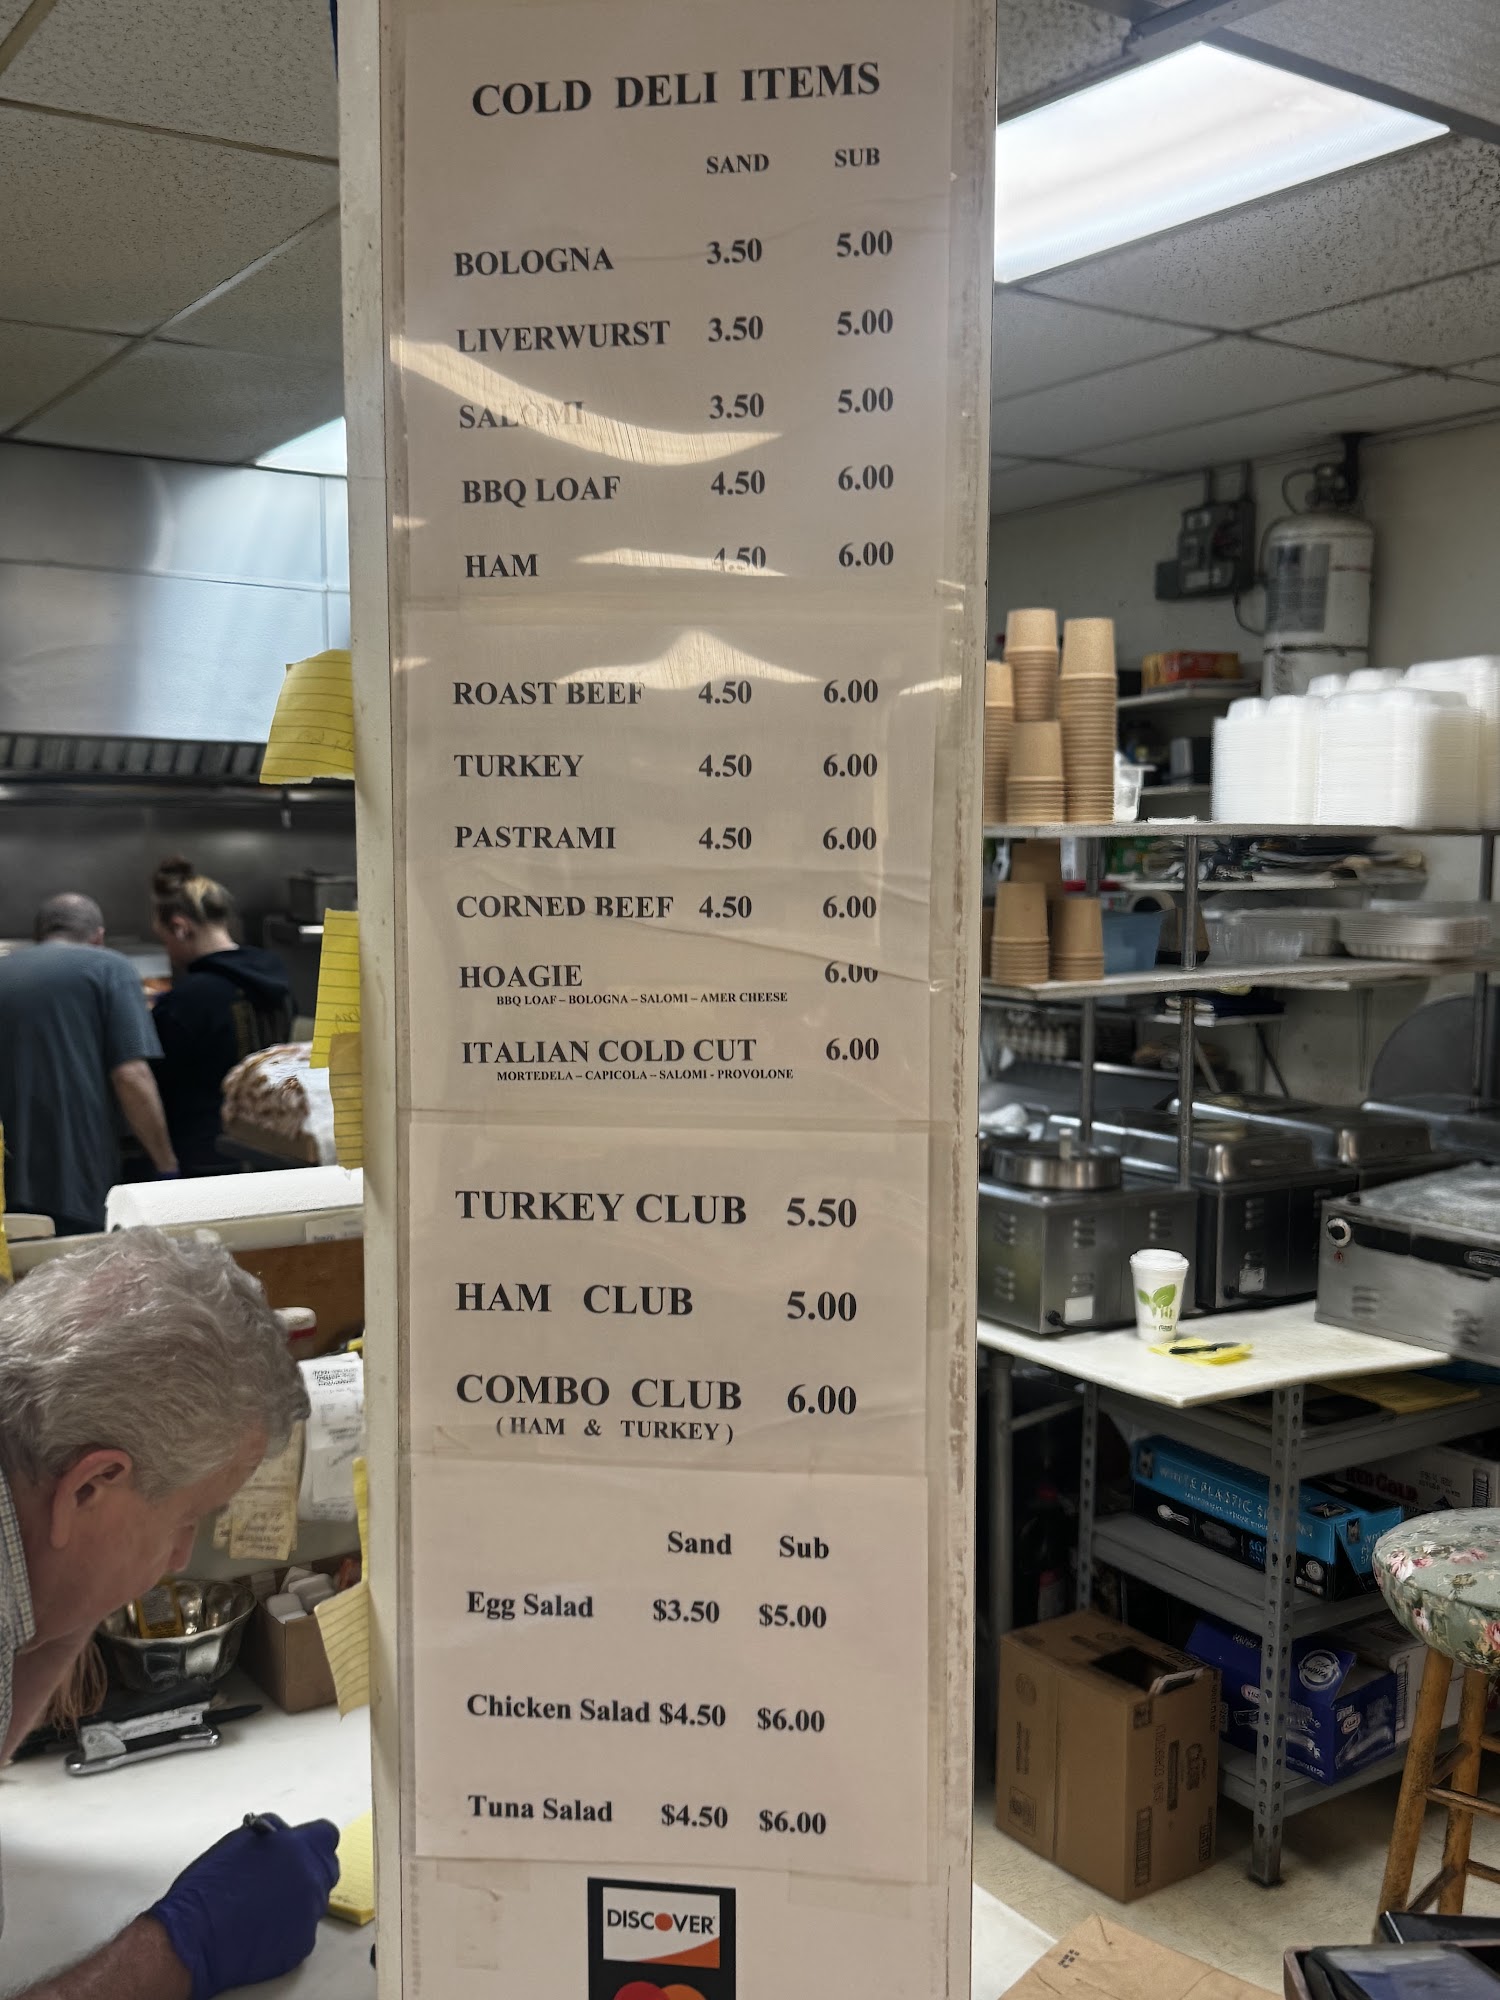 COLD DELI ITEMS
SAND SUB
BOLOGNA 3.50 5.00
LIVERWURST 3.50 5.00
SALOMI 3.50 5.00
BBQ LOAF 4.50 6.00
HAM 4.50 6.00
ROAST BEEF 4.50 6.00
TURKEY 4.50 6.00
PASTRAMI 4.50 6.00
CORNED BEEF 4.50 6.00
HOAGIE 6.00
BBQ LOAF – BOLOGNA – SALOMI – AMER CHEESE
ITALIAN COLD CUT 6.00
MORTEDELA – CAPICOLA – SALOMI - PROVOLONE
TURKEY CLUB 5.50
HAM CLUB 5.00
COMBO CLUB 6.00
( HAM & TURKEY )
Sand Sub
Egg Salad $3.50 $5.00
Chicken Salad $4.50 $6.00
Tuna Salad $4.50 $6.00
DISCOVER
WHITE PLASTIC
RED GOLD